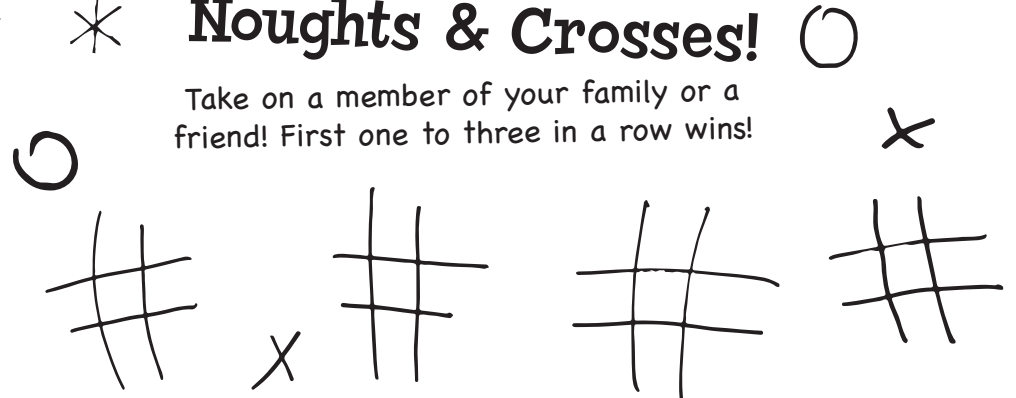 Noughts & Crosses!
Take on a member of your family or a
friend! First one to three in a row wins!